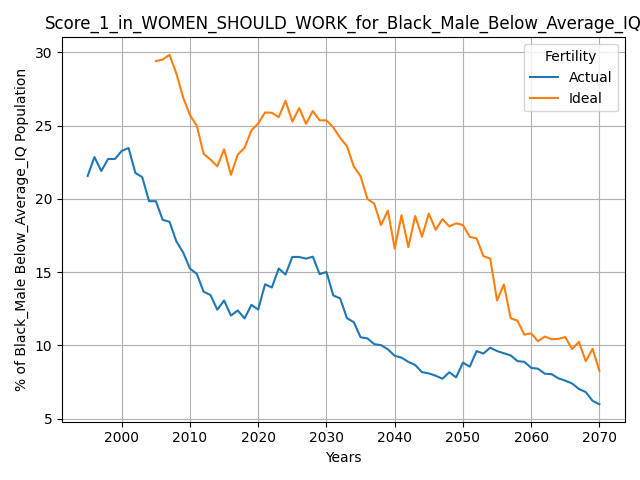 Score_1_in_WOMEN_SHOULD_WORK_for_Black_Male_Below_Average_IQ
Fertility
Actual
Ideal
% of Black_Male Below_Average_IQ Population
30
25
20
15
10
5
2000 2010 2020 2030 2040 2050 2060 2070
Years